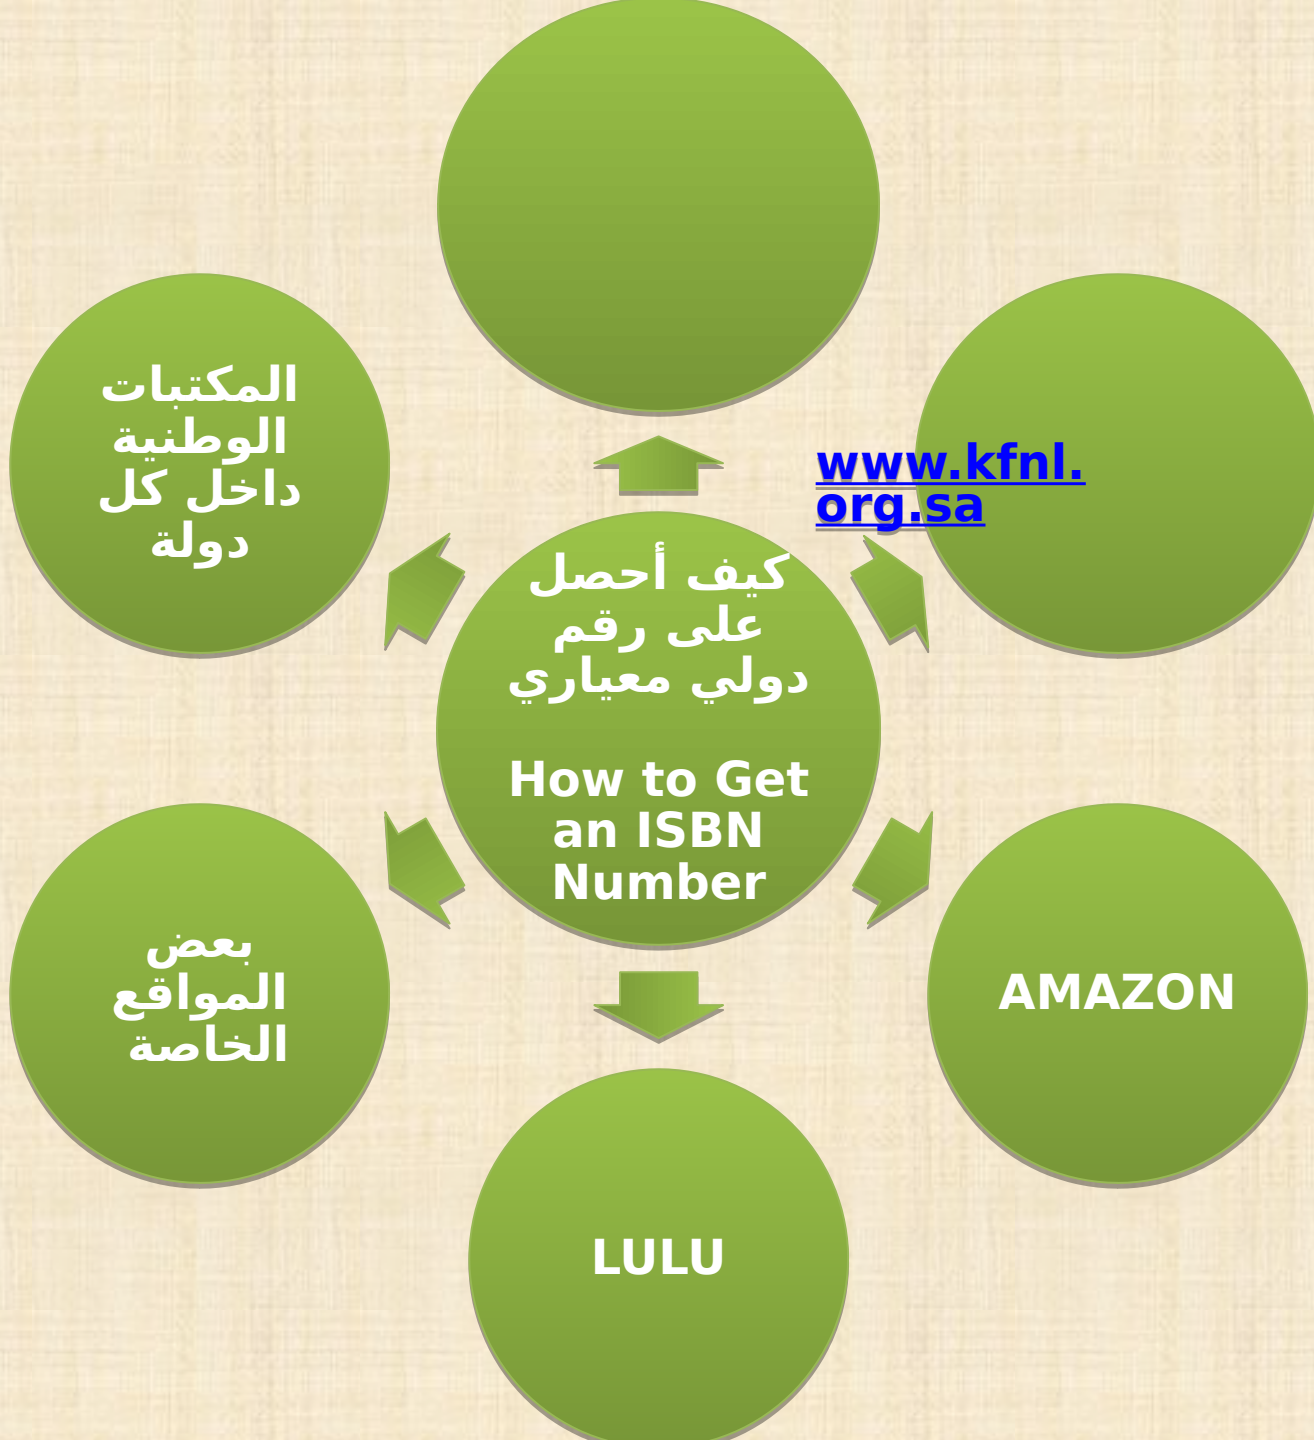 المكتبات
الوطنية
داخل كل
دولة
www.kfnl.
org.sa
كيف أحصل
على رقم
دولي معياري
How to Get
an ISBN
Number
بعض
المواقع
الخاصة
AMAZON
LULU